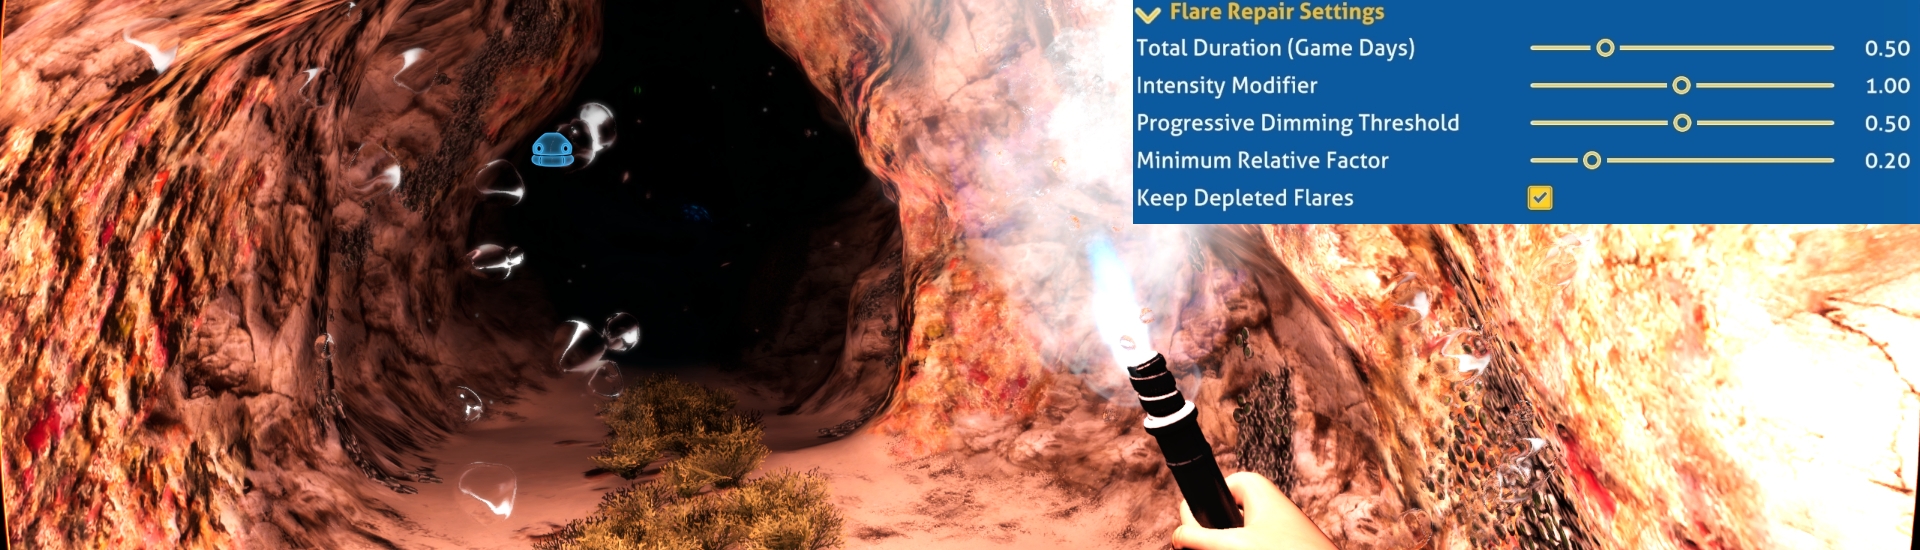 Flare Repair Settings
Total Duration (Game Days) 0.50
Intensity Modifier 1.00
Progressive Dimming Threshold 0.50
Minimum Relative Factor 0.20
Keep Depleted Flares